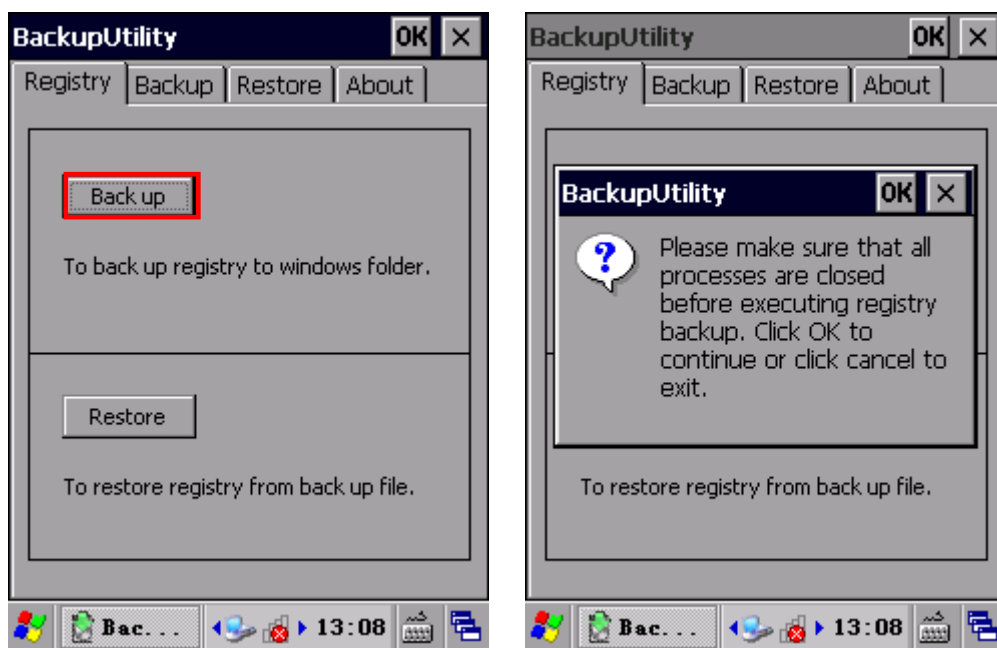 BackupUtility OK ×
Registry Backup Restore About
Back up
To back up registry to windows folder.
Restore
To restore registry from back up file.
Bac... 13:08
BackupUtility OK ×
Registry Backup Restore About
BackupUtility OK ×
Please make sure that all
processes are closed
before executing registry
backup. Click OK to
continue or click cancel to
exit.
To restore registry from back up file.
Bac... 13:08